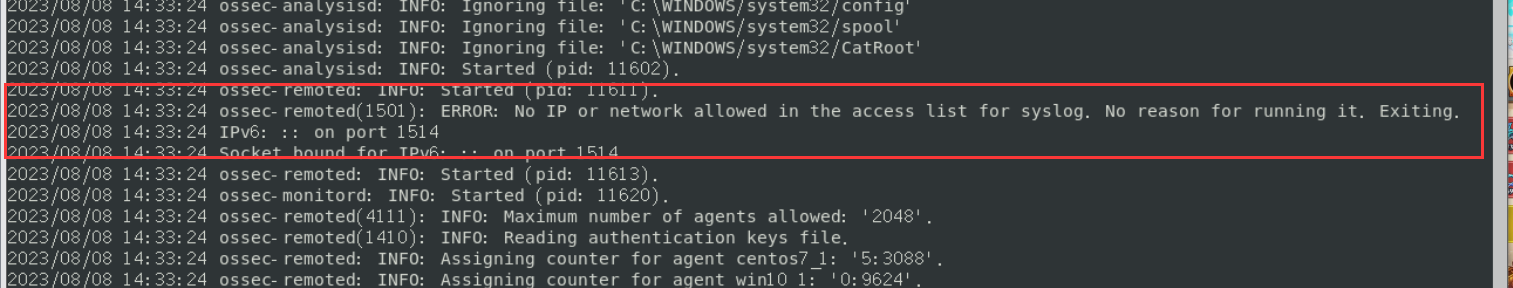 2023/08/08 14:33:24 ossec-analysisd: INFO: Ignoring file: 'C:\WINDOWS/system32/config'
2023/08/08 14:33:24 ossec-analysisd: INFO: Ignoring file: 'C:\WINDOWS/system32/spool'
2023/08/08 14:33:24 ossec-analysisd: INFO: Ignoring file: 'C:\WINDOWS/system32/CatRoot'
2023/08/08 14:33:24 ossec-analysisd: INFO: Started (pid: 11602).
2023/08/08 14:33:24 ossec-remoted: INFO: Started (pid: 11611).
2023/08/08 14:33:24 ossec-remoted(1501): ERROR: No IP or network allowed in the access list for syslog. No reason for running it. Exiting.
2023/08/08 14:33:24 IPv6: :: on port 1514
2023/08/08 14:33:24 Socket bound for IPv6: :: on port 1514
2023/08/08 14:33:24 ossec-remoted: INFO: Started (pid: 11613).
2023/08/08 14:33:24 ossec-monitord: INFO: Started (pid: 11620).
2023/08/08 14:33:24 ossec-remoted(4111): INFO: Maximum number of agents allowed: '2048'.
2023/08/08 14:33:24 ossec-remoted(1410): INFO: Reading authentication keys file.
2023/08/08 14:33:24 ossec-remoted: INFO: Assigning counter for agent centos7_1: '5:3088'.
2023/08/08 14:33:24 ossec-remoted: INFO: Assigning counter for agent win10_1: '0:9624'.